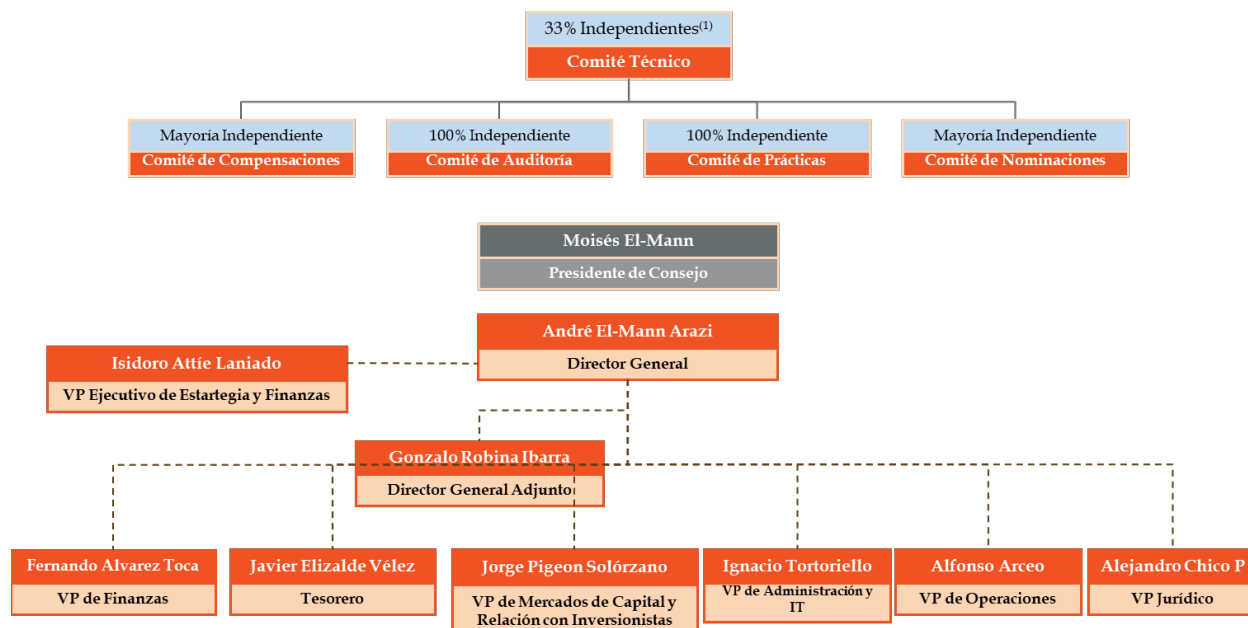 33% Independientes(1)
Comité Técnico
Mayoría Independiente
Comité de Compensaciones
100% Independiente
Comité de Auditoría
100% Independiente
Comité de Prácticas
Mayoría Independiente
Comité de Nominaciones
Moisés El-Mann
Presidente de Consejo
André El-Mann Arazi
Director General
Isidoro Attíe Laniado
VP Ejecutivo de Estartegia y Finanzas
Gonzalo Robina Ibarra
Director General Adjunto
Fernando Alvarez Toca
VP de Finanzas
Javier Elizalde Vélez
Tesorero
Jorge Pigeon Solórzano
VP de Mercados de Capital y
Relación con Inversionistas
Ignacio Tortoriello
VP de Administración y
IT
Alfonso Arceo
VP de Operaciones
Alejandro Chico P
VP Jurídico